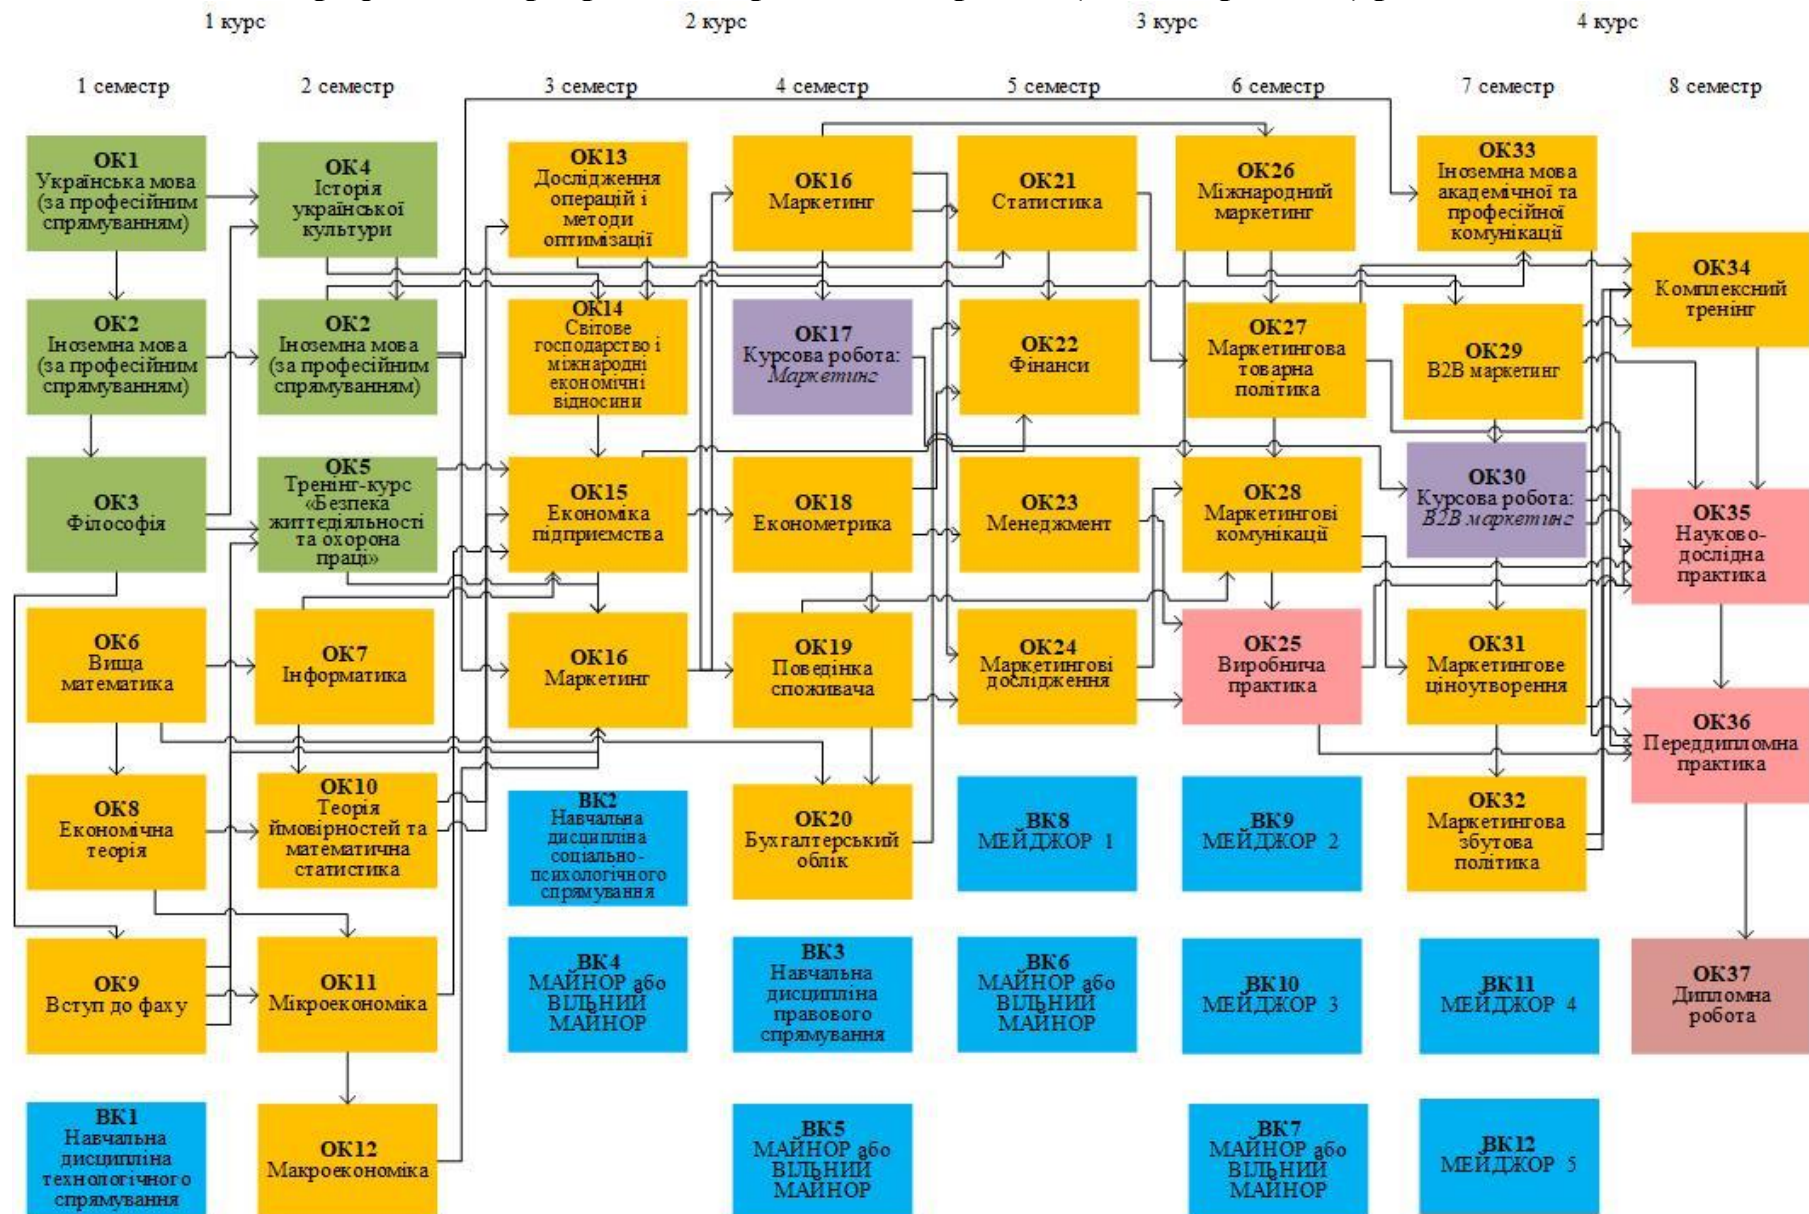 1 курс
2 курс
3 курс
4 курс
1 семестр
2 семестр
3 семестр
4 семестр
5 семестр
6 семестр
7 семестр
8 семестр
ОК1
Українська мова
(за професійним
спрямуванням)
ОК2
Іноземна мова
(за професійним
спрямуванням)
ОК3
Філософія
ОК6
Вища
математика
ОК8
Економічна
теорія
ОК9
Вступ до фаху
ВК1
Навчальна
дисципліна
технологічного
спрямування
ОК4
Історія
української
культури
ОК2
Іноземна мова
(за професійним
спрямуванням)
ОК5
Тренінг-курс
«Безпека
життєдіяльності
та охорона
праці»
ОК7
Інформатика
ОК10
Теорія
ймовірностей та
математична
статистика
ОК11
Мікроекономіка
ОК12
Макроекономіка
ОК13
Дослідження
операцій і
методи
оптимізації
ОК14
Світове
господарство і
міжнародні
економічні
відносини
ОК15
Економіка
підприємства
ОК16
Маркетинг
ВК2
Навчальна
дисципліна
соціально-
психологічного
спрямування
ВК4
МАЙНОР або
ВІЛЬНИЙ
МАЙНОР
ОК16
Маркетинг
ОК17
Курсова робота:
Маркетинг
ОК18
Економетрика
ОК19
Поведінка
споживача
ОК20
Бухгалтерський
облік
ВК3
Навчальна
дисципліна
правового
спрямування
ВК5
МАЙНОР або
ВІЛЬНИЙ
МАЙНОР
ОК21
Статистика
ОК22
Фінанси
ОК23
Менеджмент
ОК24
Маркетингові
дослідження
ВК8
МЕЙДЖОР 1
ВК6
МАЙНОР або
ВІЛЬНИЙ
МАЙНОР
ОК26
Міжнародний
маркетинг
ОК27
Маркетингова
товарна
політика
ОК28
Маркетингові
комунікації
ОК25
Виробнича
практика
ВК9
МЕЙДЖОР 2
ВК10
МЕЙДЖОР 3
ВК7
МАЙНОР або
ВІЛЬНИЙ
МАЙНОР
ОК33
Іноземна мова
академічної та
професійної
комунікації
ОК29
В2В маркетинг
ОК30
Курсова робота:
В2В маркетинг
ОК31
Маркетингове
ціноутворення
ОК32
Маркетингова
збутова
політика
ВК11
МЕЙДЖОР 4
ВК12
МЕЙДЖОР 5
ОК34
Комплексний
тренінг
ОК35
Науково-
дослідна
практика
ОК36
Переддипломна
практика
ОК37
Дипломна
робота